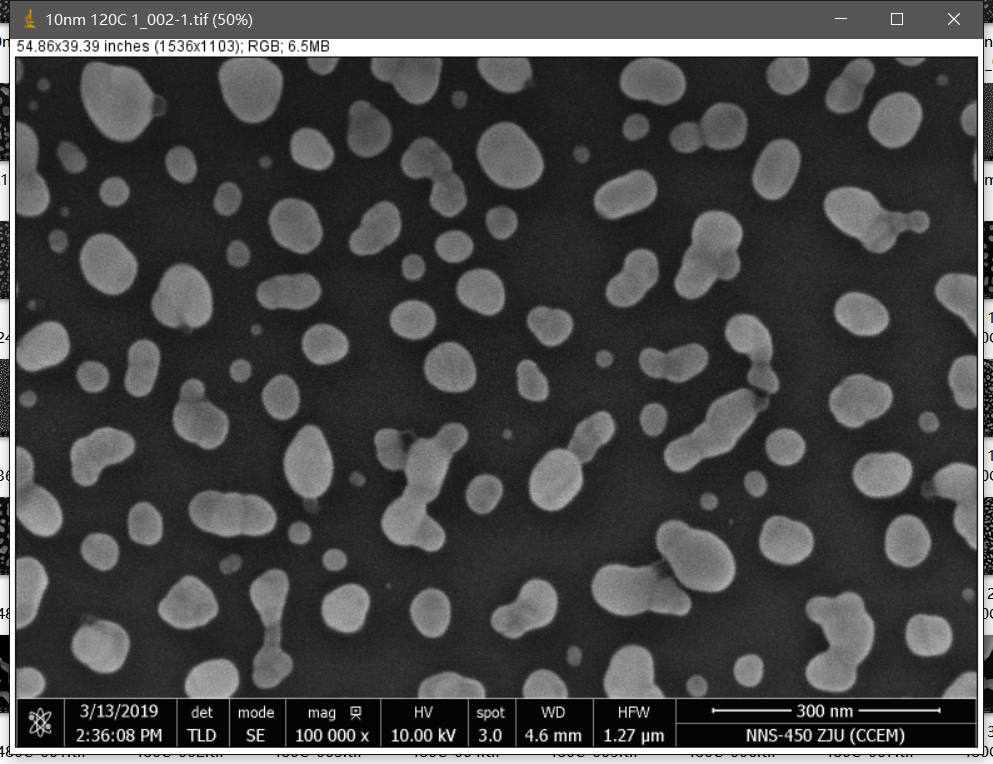 10nm 120C 1_002-1.tif (50%)
54.86x39.39 inches (1536x1103); RGB; 6.5MB
3/13/2019 det mode mag HV spot WD HFW 300 nm
2:36:08 PM TLD SE 100 000 x 10.00 kV 3.0 4.6 mm 1.27 µm NNS-450 ZJU (CCEM)